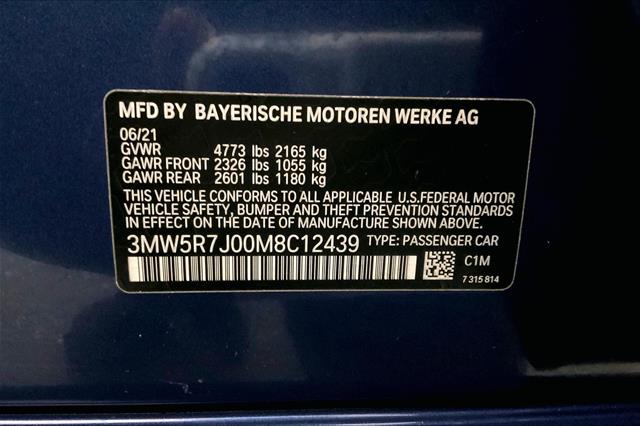 MFD BY BAYERISCHE MOTOREN WERKE AG
06/21
GVWR 4773 lbs 2165 kg
GAWR FRONT 2326 lbs 1055 kg
GAWR REAR 2601 lbs 1180 kg
THIS VEHICLE CONFORMS TO ALL APPLICABLE U.S.FEDERAL MOTOR
VEHICLE SAFETY, BUMPER AND THEFT PREVENTION STANDARDS
IN EFFECT ON THE DATE OF MANUFACTURE SHOWN ABOVE.
3MW5R7J00M8C12439 TYPE: PASSENGER CAR
C1M
7 315 814